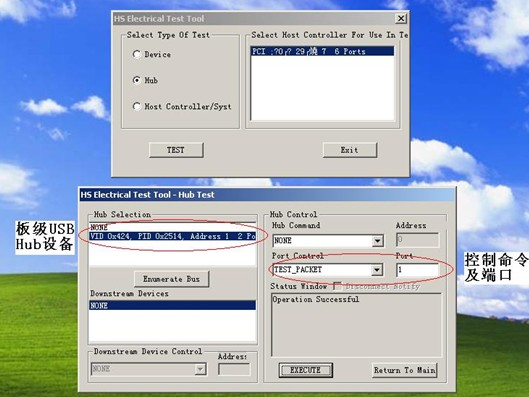 HS Electrical Test Tool
Select Type Of Test
Select Host Controller For Use In Te
Device
Hub
Host Controller/Syst
PCI
6 Ports
TEST
Exit
HS Electrical Test Tool - Hub Test
Hub Selection
NONE
VID 0x424, PID 0x2514, Address 1 2 Po
Enumerate Bus
Downstream Devices
NONE
Downstream Device Control
Address
NONE
Hub Control
Hub Command
Address
NONE
0
Port Control
Port
TEST_PACKET
1
Status Window
Disconnect Notify
Operation Successful
EXECUTE
Return To Main
板级USB
Hub设备
控制命令
及端口